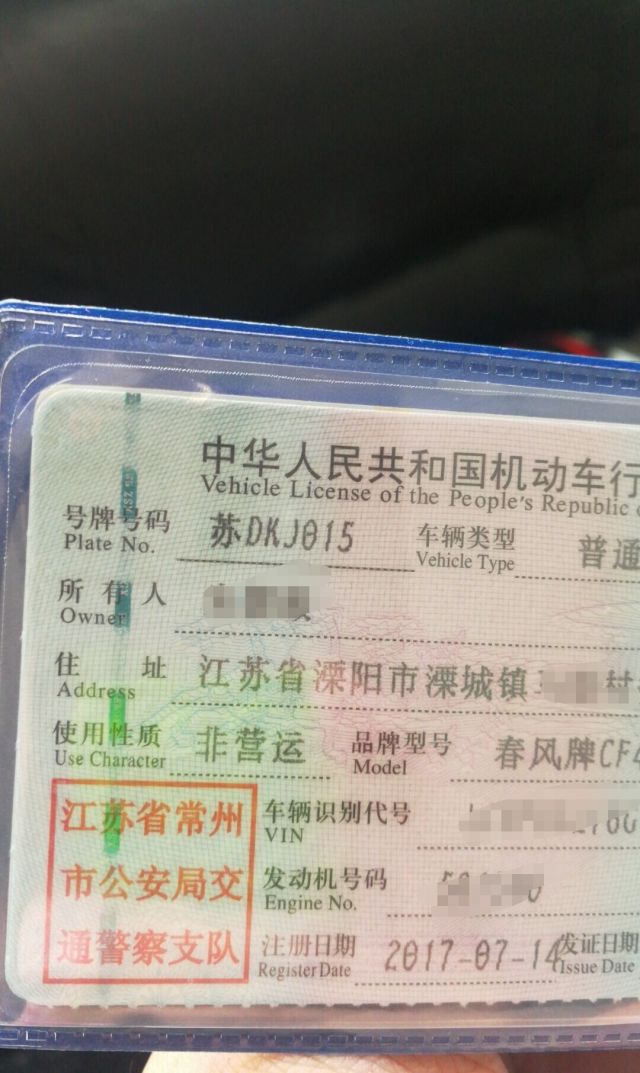 中华人民共和国机动车行
Vehicle License of the People's Republic
号牌号码 苏DKJ015 车辆类型 普通
Plate No. Vehicle Type
所有人
Owner
住址 江苏省溧阳市溧城镇 村
Address
使用性质 非营运 品牌型号 春风牌CF4
Use Character Model
江苏省常州
市公安局交
通警察支队
车辆识别代号
VIN
发动机号码
Engine No.
注册日期 2017-07-14 发证日期
Register Date Issue Date